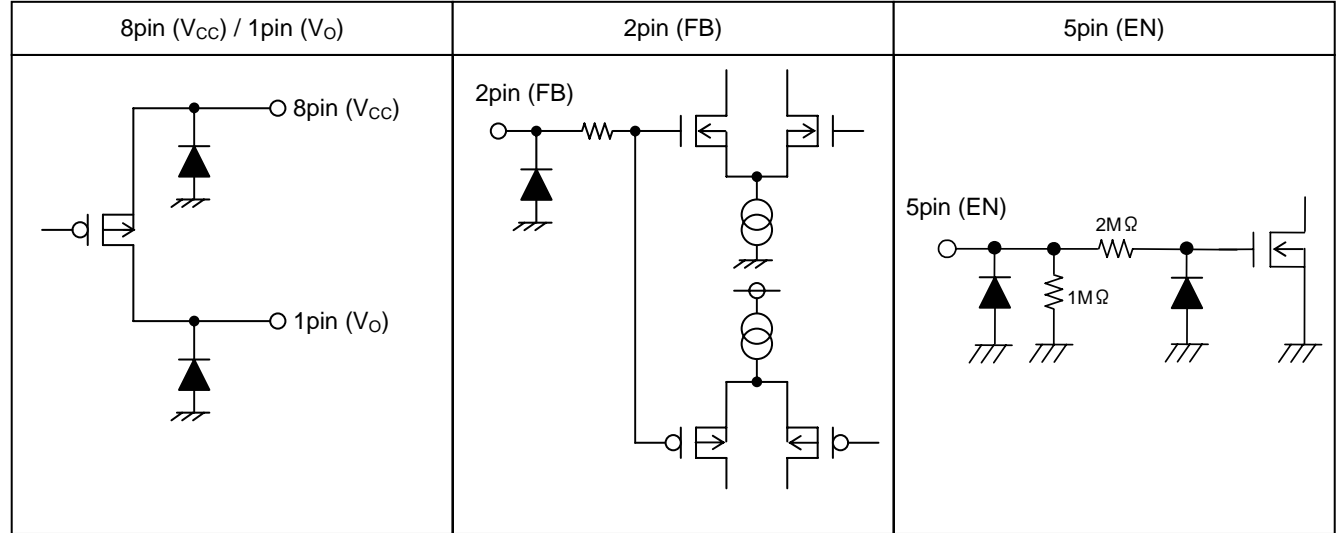 8pin (VCC) / 1pin (VO)
2pin (FB)
5pin (EN)
8pin (VCC)
1pin (VO)
2pin (FB)
5pin (EN)
2MΩ
1MΩ